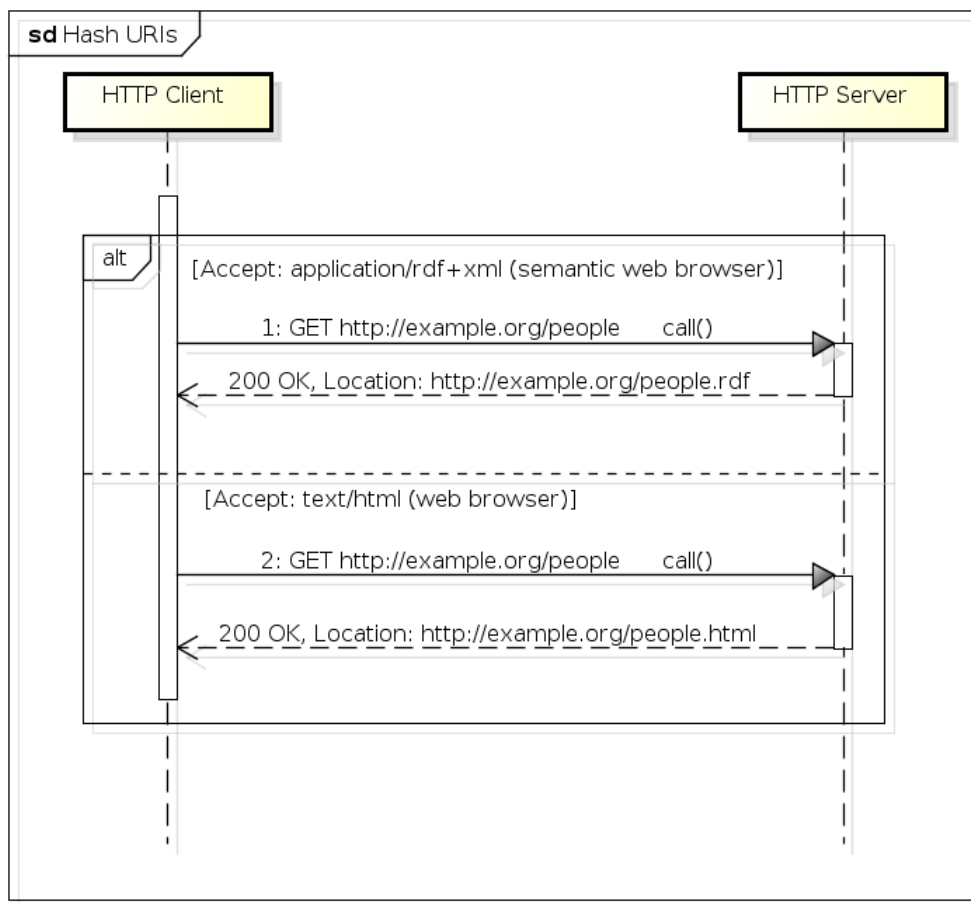 sd Hash URIs
HTTP Client
HTTP Server
alt
[Accept: application/rdf+xml (semantic web browser)]
1: GET http://example.org/people call()
200 OK, Location: http://example.org/people.rdf
[Accept: text/html (web browser)]
2: GET http://example.org/people call()
200 OK, Location: http://example.org/people.html